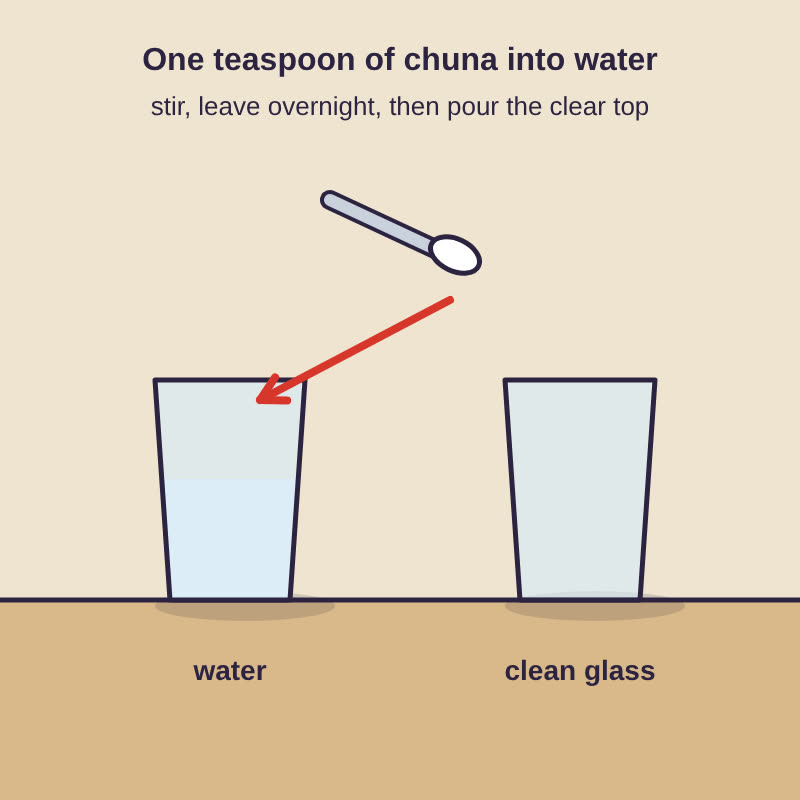 One teaspoon of chuna into water
stir, leave overnight, then pour the clear top
water
clean glass